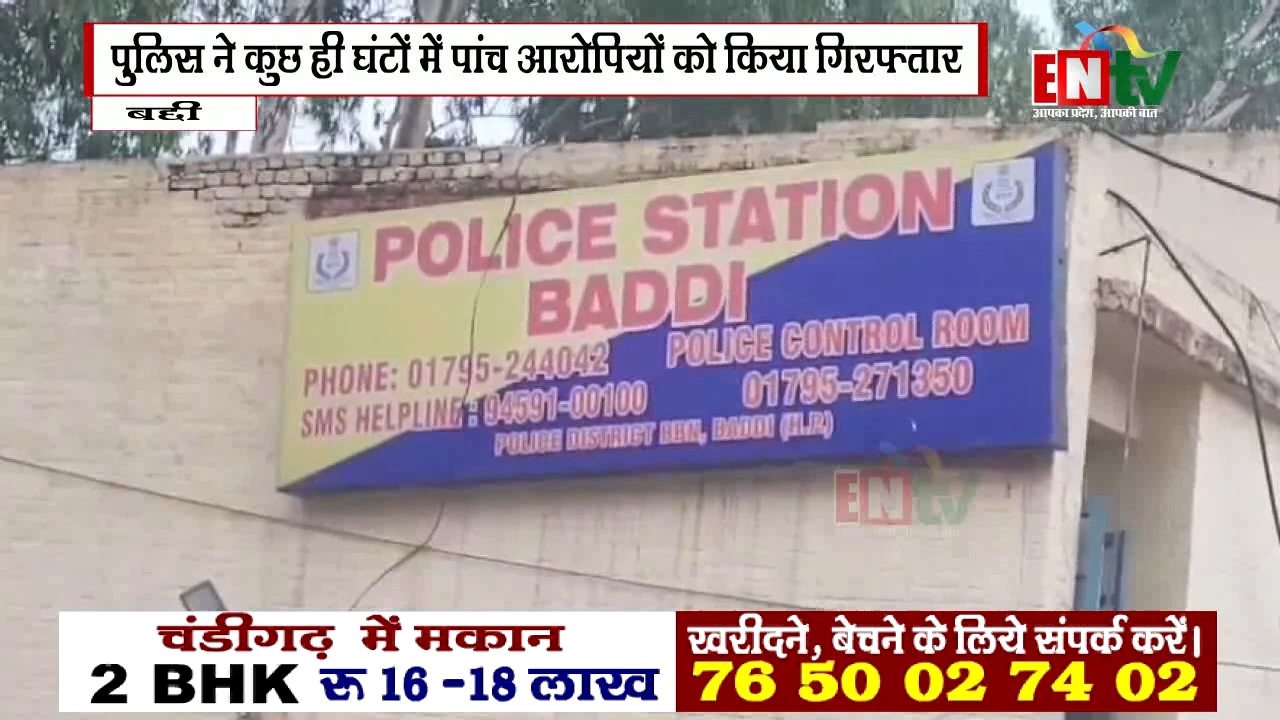 पुलिस ने कुछ ही घंटों में पांच आरोपियों को किया गिरफ्तार
बद्दी
ENtv
आपका प्रदेश, आपकी बात
POLICE STATION
BADDI
PHONE: 01795-244042
SMS HELPLINE : 94591-00100
POLICE CONTROL ROOM
01795-271350
POLICE DISTRICT BBN, BADDI (H.P.)
ENtv
चंडीगढ़ में मकान
2 BHK रू 16 -18 लाख
खरीदने, बेचने के लिये संपर्क करें।
76 50 02 74 02